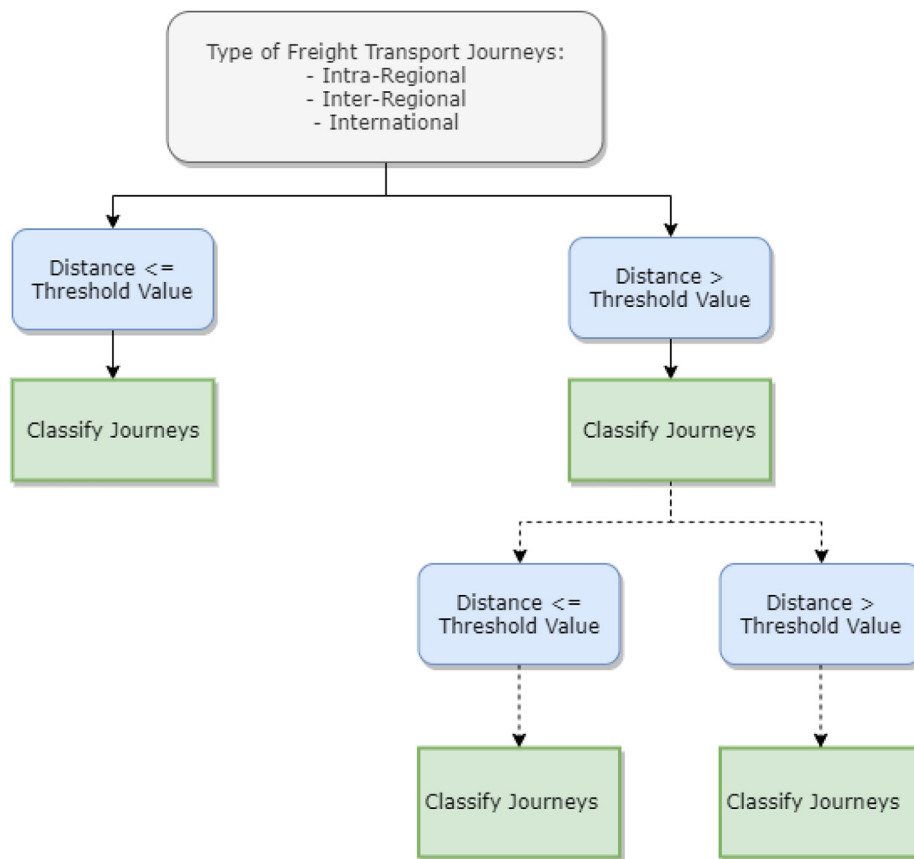 Type of Freight Transport Journeys:
- Intra-Regional
- Inter-Regional
- International
Distance <=
Threshold Value
Distance >
Threshold Value
Classify Journeys
Classify Journeys
Distance <=
Threshold Value
Distance >
Threshold Value
Classify Journeys
Classify Journeys